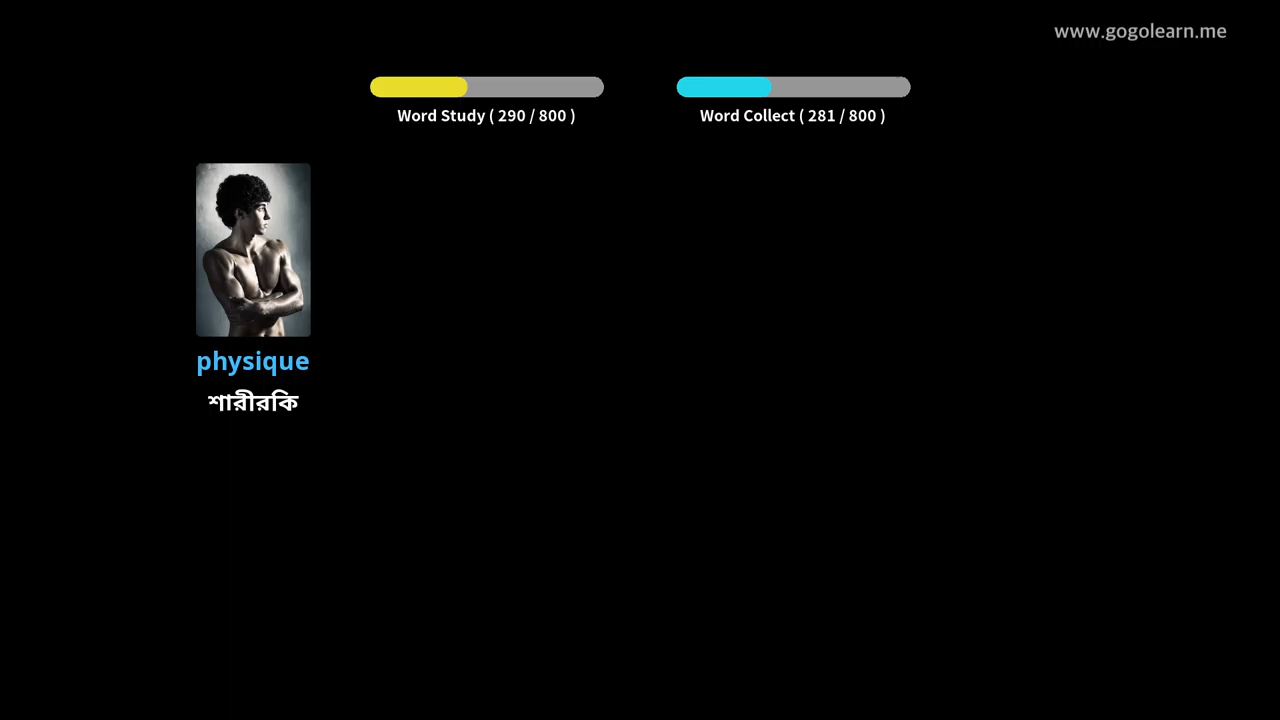 www.gogolearn.me
Word Study ( 290 / 800 )
Word Collect ( 281 / 800 )
physique
শারীরকি